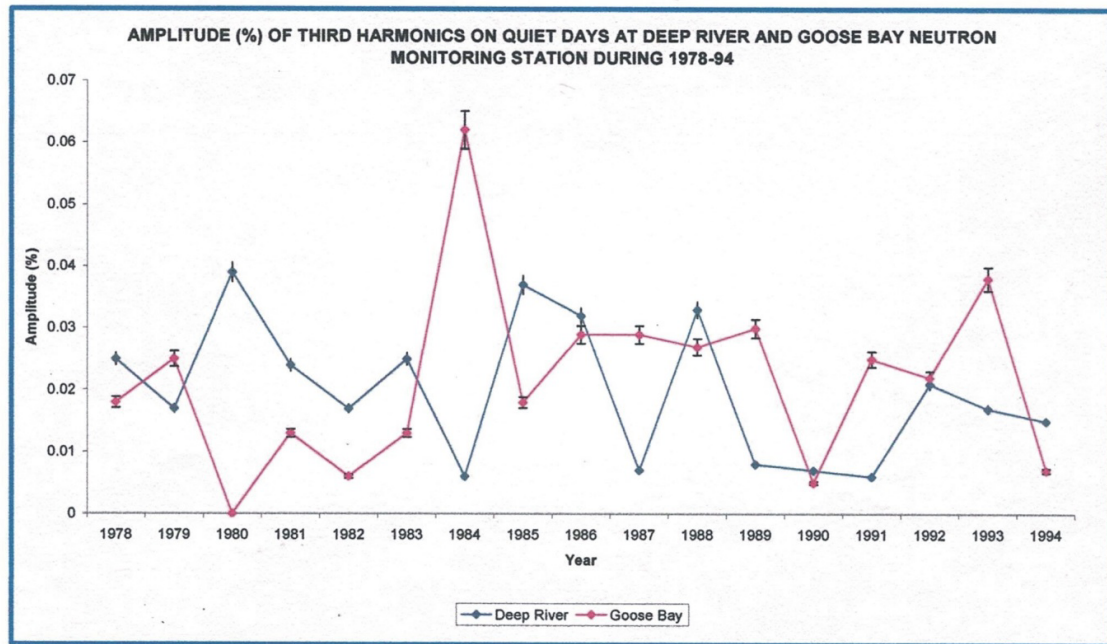 AMPLITUDE (%) OF THIRD HARMONICS ON QUIET DAYS AT DEEP RIVER AND GOOSE BAY NEUTRON
MONITORING STATION DURING 1978-94
0.07
0.06
0.05
0.04
0.03
0.02
0.01
0
Amplitude (%)
1978 1979 1980 1981 1982 1983 1984 1985 1986 1987 1988 1989 1990 1991 1992 1993 1994
Year
Deep River Goose Bay